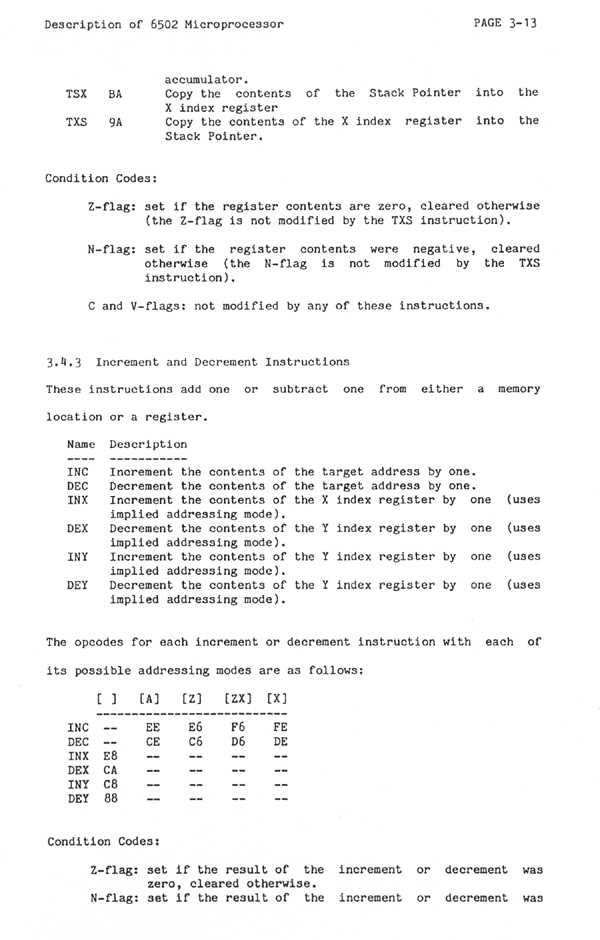 Description of 6502 Microprocessor PAGE 3-13
accumulator.
TSX BA Copy the contents of the Stack Pointer into the
X index register
TXS 9A Copy the contents of the X index register into the
Stack Pointer.
Condition Codes:
Z-flag: set if the register contents are zero, cleared otherwise
(the Z-flag is not modified by the TXS instruction).
N-flag: set if the register contents were negative, cleared
otherwise (the N-flag is not modified by the TXS
instruction).
C and V-flags: not modified by any of these instructions.
3.4.3 Increment and Decrement Instructions
These instructions add one or subtract one from either a memory
location or a register.
Name Description
---- -----------
INC Increment the contents of the target address by one.
DEC Decrement the contents of the target address by one.
INX Increment the contents of the X index register by one (uses
implied addressing mode).
DEX Decrement the contents of the Y index register by one (uses
implied addressing mode).
INY Increment the contents of the Y index register by one (uses
implied addressing mode).
DEY Decrement the contents of the Y index register by one (uses
implied addressing mode).
The opcodes for each increment or decrement instruction with each of
its possible addressing modes are as follows:
[ ] [A] [Z] [ZX] [X]
---------------------------
INC -- EE E6 F6 FE
DEC -- CE C6 D6 DE
INX E8 -- -- -- --
DEX CA -- -- -- --
INY C8 -- -- -- --
DEY 88 -- -- -- --
Condition Codes:
Z-flag: set if the result of the increment or decrement was
zero, cleared otherwise.
N-flag: set if the result of the increment or decrement was